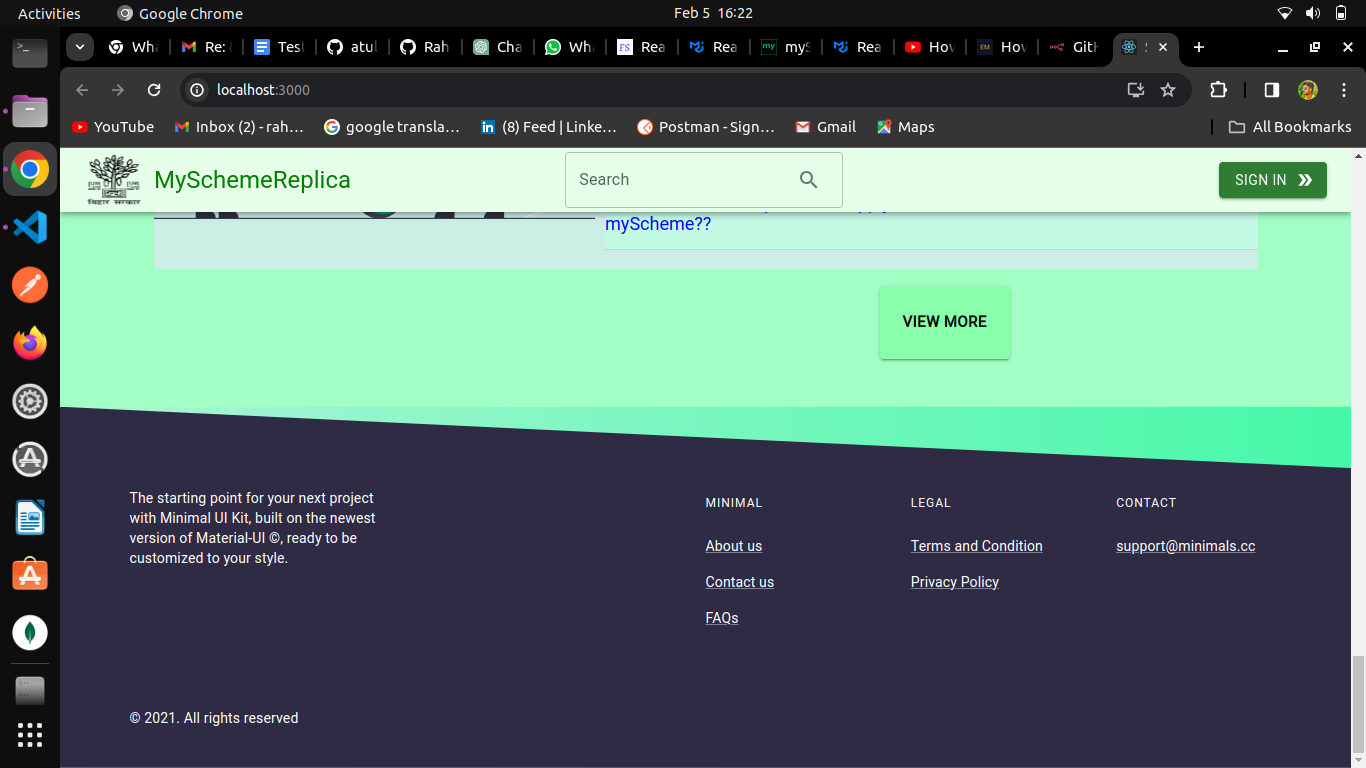 Activities
Google Chrome
Feb 5 16:22
Wha
Re: 
Test
atul
Rah
Cha
Wha
Rea
Rea
myS
Rea
How
How
GitH
localhost:3000
YouTube
Inbox (2) - rah…
google transla…
(8) Feed | Linke…
Postman - Sign…
Gmail
Maps
All Bookmarks
बिहार सरकार
MySchemeReplica
Search
SIGN IN
myScheme??
VIEW MORE
The starting point for your next project
with Minimal UI Kit, built on the newest
version of Material-UI ©, ready to be
customized to your style.
MINIMAL
About us
Contact us
FAQs
LEGAL
Terms and Condition
Privacy Policy
CONTACT
support@minimals.cc
© 2021. All rights reserved